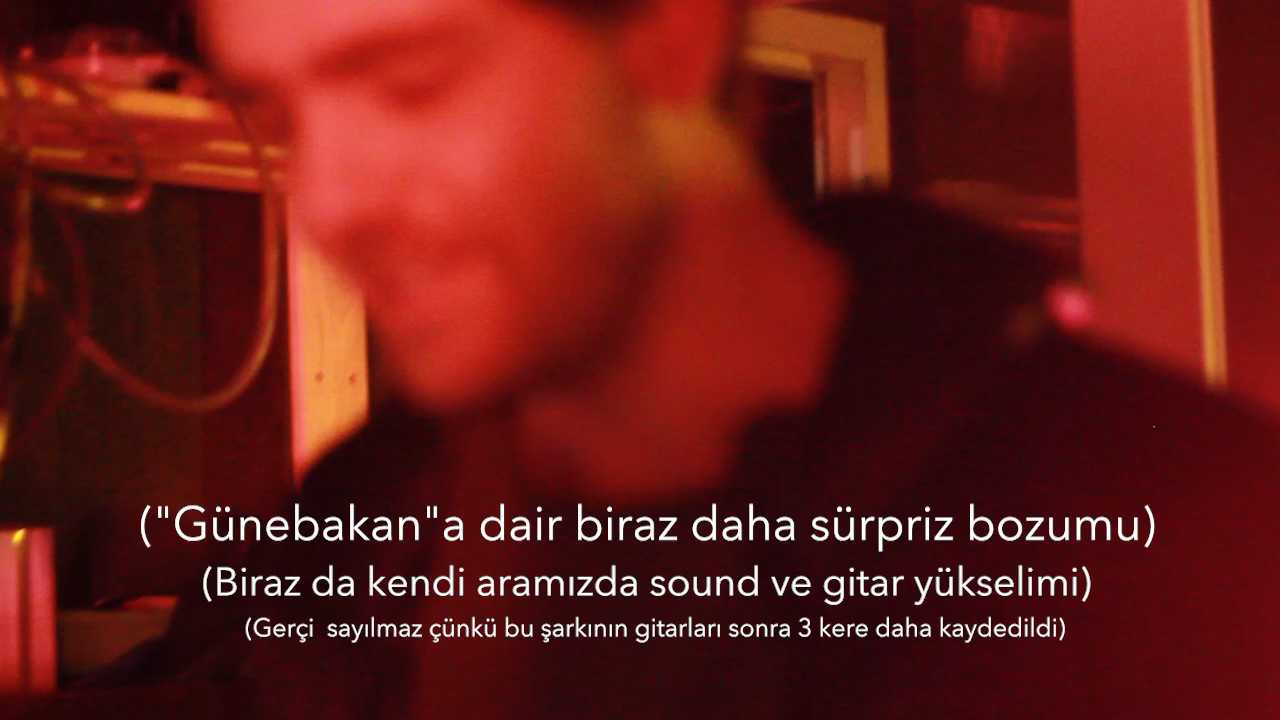 ("Günebakan"a dair biraz daha sürpriz bozumu)
(Biraz da kendi aramızda sound ve gitar yükselimi)
(Gerçi  sayılmaz çünkü bu şarkının gitarları sonra 3 kere daha kaydedildi)